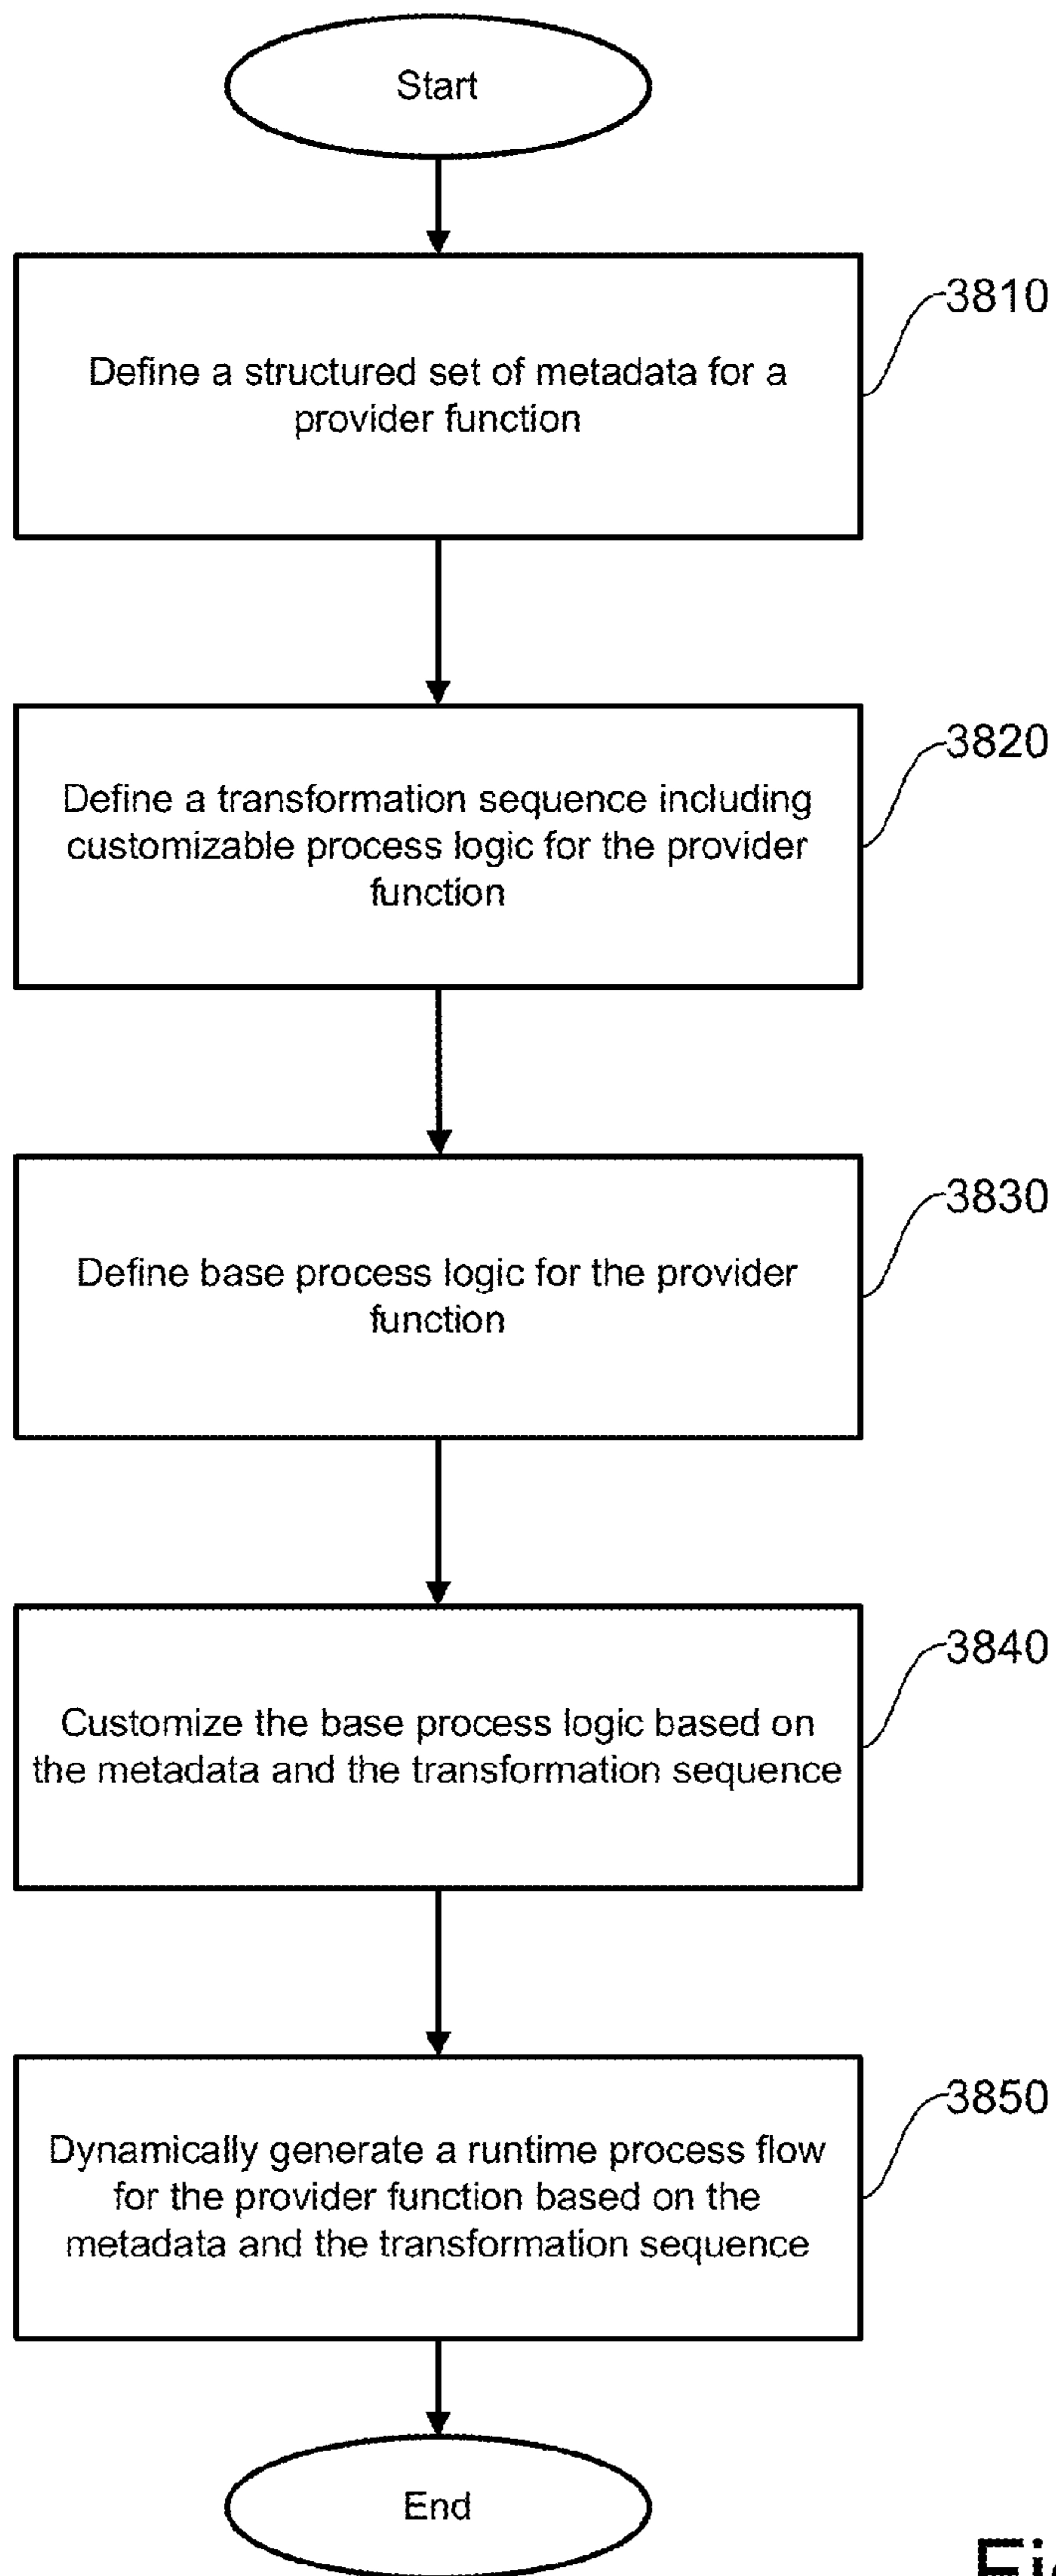 Start
3810
Define a structured set of metadata for a
provider function
3820
Define a transformation sequence including
customizable process logic for the provider
function
3830
Define base process logic for the provider
function
3840
Customize the base process logic based on
the metadata and the transformation sequence
3850
Dynamically generate a runtime process flow
for the provider function based on the
metadata and the transformation sequence
End